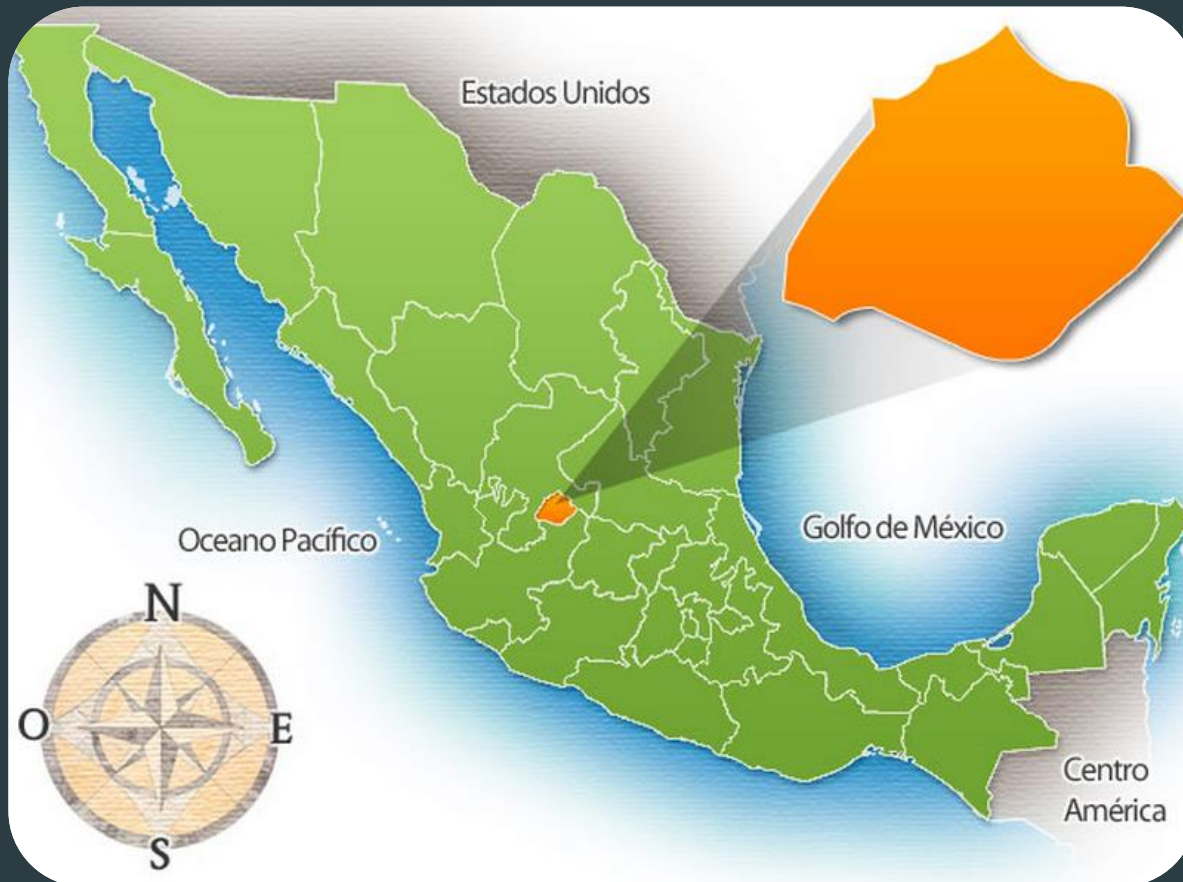 Estados Unidos
Oceano Pacífico
Golfo de México
N
O
E
S
Centro
América